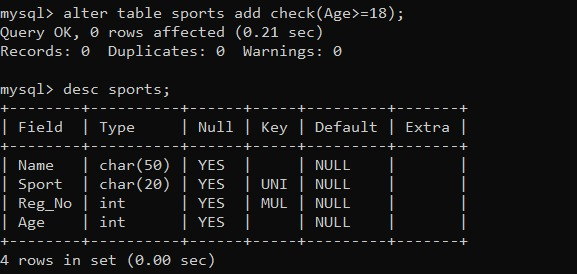 mysql> alter table sports add check(Age>=18);
Query OK, 0 rows affected (0.21 sec)
Records: 0  Duplicates: 0  Warnings: 0

mysql> desc sports;
+--------+----------+------+-----+---------+-------+
| Field  | Type     | Null | Key | Default | Extra |
+--------+----------+------+-----+---------+-------+
| Name   | char(50) | YES  |     | NULL    |       |
| Sport  | char(20) | YES  | UNI | NULL    |       |
| Reg_No | int      | YES  | MUL | NULL    |       |
| Age    | int      | YES  |     | NULL    |       |
+--------+----------+------+-----+---------+-------+
4 rows in set (0.00 sec)